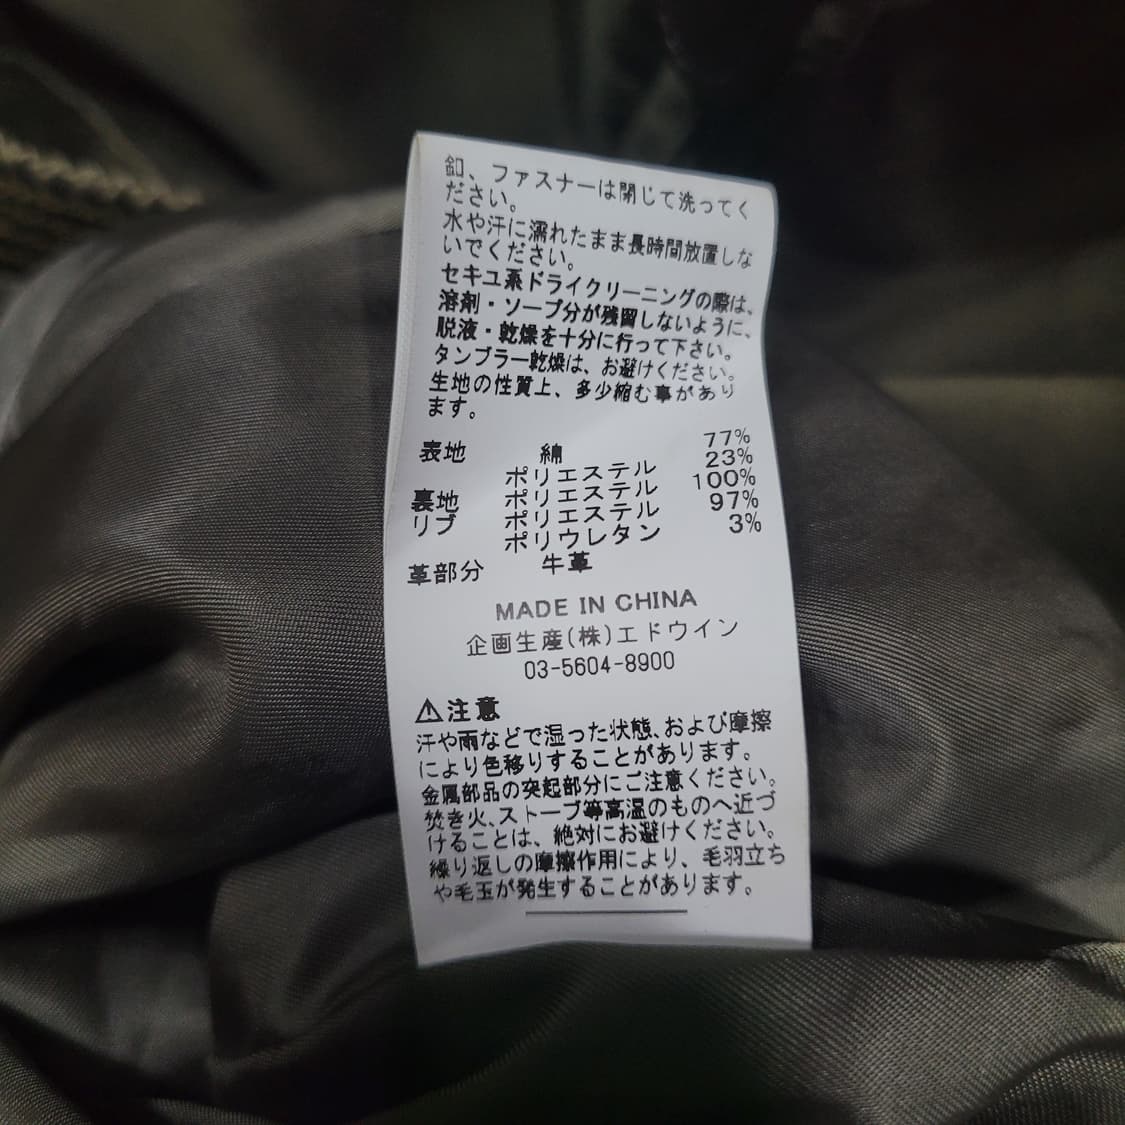 釦、ファスナーは閉じて洗ってく
ださい。
水や汗に濡れたまま長時間放置しな
いでください。
セキユ系ドライクリーニングの際は、
溶剤・ソープ分が残留しないように、
脱液・乾燥を十分に行って下さい。
タンブラー乾燥は、お避けください。
生地の性質上、多少縮む事があり
ます。
表地 綿 77%
ポリエステル 23%
裏地 ポリエステル 100%
リブ ポリエステル 97%
ポリウレタン 3%
革部分 牛革
MADE IN CHINA
企画生産(株)エドウイン
03-5604-8900
⚠注意
汗や雨などで湿った状態、および摩擦
により色移りすることがあります。
金属部品の突起部分にご注意ください。
焚き火、ストーブ等高温のものへ近づ
けることは、絶対にお避けください。
繰り返しの摩擦作用により、毛羽立ち
や毛玉が発生することがあります。